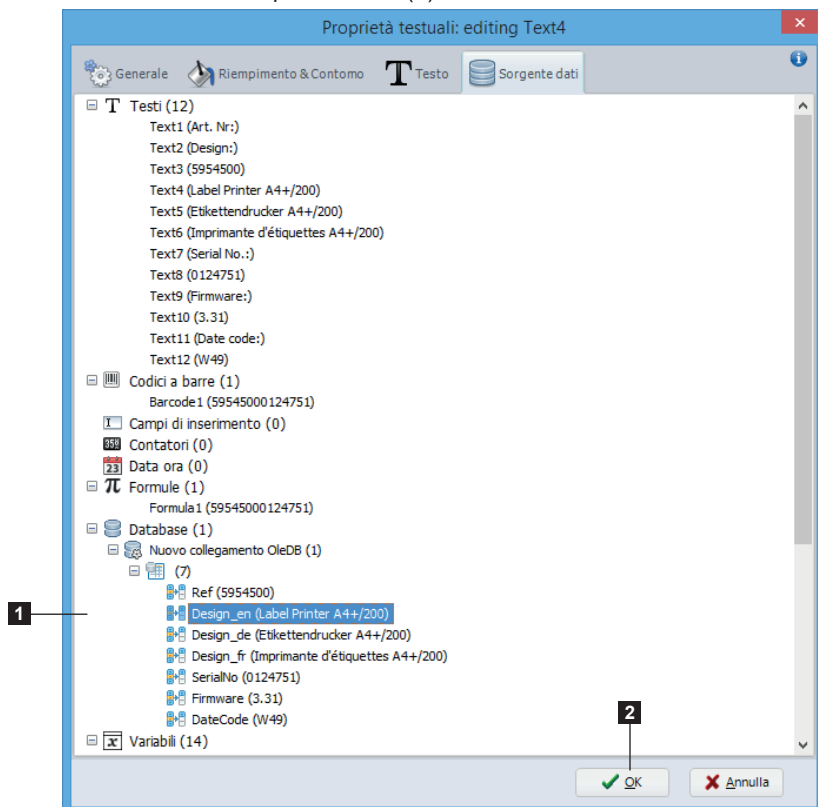 Proprietà testuali: editing Text4
Generale Riempimento & Contorno Testo Sorgente dati
T Testi (12)
Text1 (Art. Nr:)
Text2 (Design:)
Text3 (5954500)
Text4 (Label Printer A4+/200)
Text5 (Etikettendrucker A4+/200)
Text6 (Imprimante d'étiquettes A4+/200)
Text7 (Serial No.:)
Text8 (0124751)
Text9 (Firmware:)
Text10 (3.31)
Text11 (Date code:)
Text12 (W49)
Codici a barre (1)
Barcode1 (59545000124751)
Campi di inserimento (0)
Contatori (0)
23 Data ora (0)
π Formule (1)
Formula1 (59545000124751)
Database (1)
Nuovo collegamento OleDB (1)
(7)
Ref (5954500)
1 Design_en (Label Printer A4+/200)
Design_de (Etikettendrucker A4+/200)
Design_fr (Imprimante d'étiquettes A4+/200)
SerialNo (0124751)
Firmware (3.31)
DateCode (W49)
2
x Variabili (14)
OK Annulla